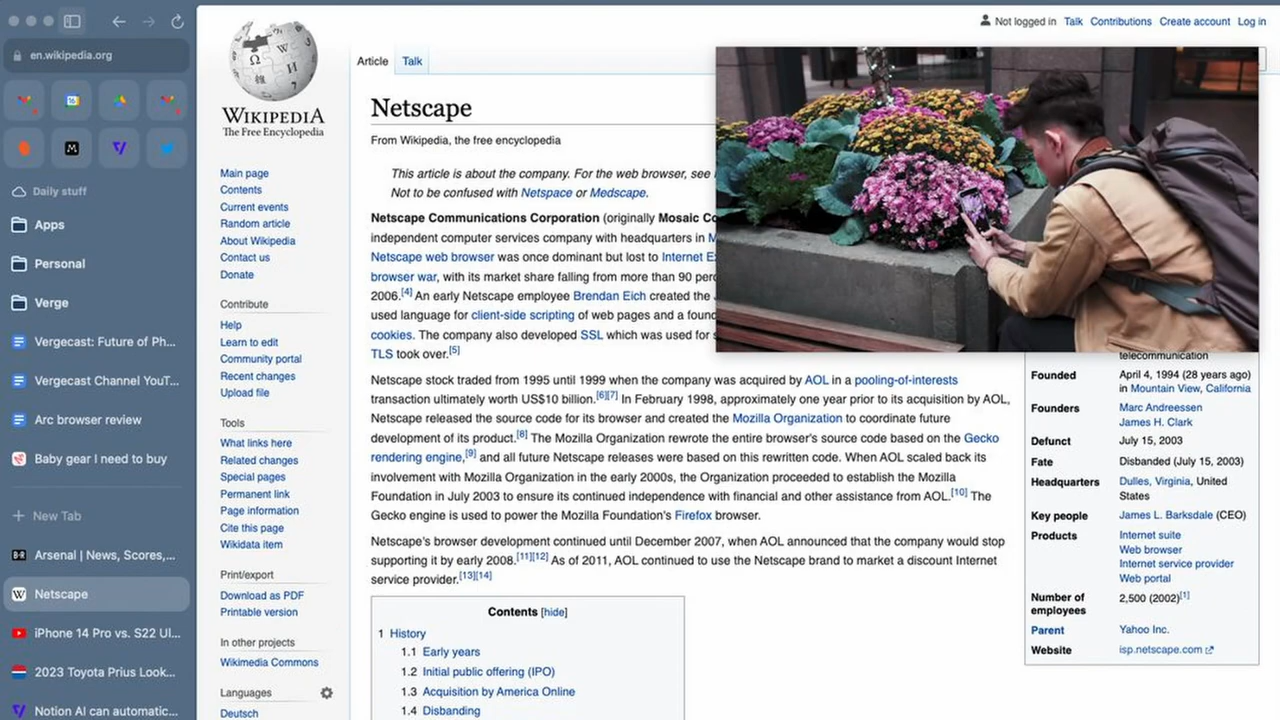 en.wikipedia.org
Daily stuff
Apps
Personal
Verge
Vergecast: Future of Ph...
Vergecast Channel YouT...
Arc browser review
Baby gear I need to buy
New Tab
Arsenal | News, Scores,...
Netscape
iPhone 14 Pro vs. S22 Ul...
2023 Toyota Prius Look...
Notion AI can automatic...
WIKIPEDIA
The Free Encyclopedia
Main page
Contents
Current events
Random article
About Wikipedia
Contact us
Donate
Contribute
Help
Learn to edit
Community portal
Recent changes
Upload file
Tools
What links here
Related changes
Special pages
Permanent link
Page information
Cite this page
Wikidata item
Print/export
Download as PDF
Printable version
In other projects
Wikimedia Commons
Languages
Deutsch
Not logged in Talk Contributions Create account Log in
Article Talk
Netscape
From Wikipedia, the free encyclopedia
This article is about the company. For the web browser, see
Not to be confused with Netspace or Medscape.
Netscape Communications Corporation (originally Mosaic Co
independent computer services company with headquarters in M
Netscape web browser was once dominant but lost to Internet Ex
browser war, with its market share falling from more than 90 perc
2006.[4] An early Netscape employee Brendan Eich created the
used language for client-side scripting of web pages and a found
cookies. The company also developed SSL which was used for s
TLS took over.[5]
Netscape stock traded from 1995 until 1999 when the company was acquired by AOL in a pooling-of-interests
transaction ultimately worth US$10 billion.[6][7] In February 1998, approximately one year prior to its acquisition by AOL,
Netscape released the source code for its browser and created the Mozilla Organization to coordinate future
development of its product.[8] The Mozilla Organization rewrote the entire browser's source code based on the Gecko
rendering engine,[9] and all future Netscape releases were based on this rewritten code. When AOL scaled back its
involvement with Mozilla Organization in the early 2000s, the Organization proceeded to establish the Mozilla
Foundation in July 2003 to ensure its continued independence with financial and other assistance from AOL.[10] The
Gecko engine is used to power the Mozilla Foundation's Firefox browser.
Netscape's browser development continued until December 2007, when AOL announced that the company would stop
supporting it by early 2008.[11][12] As of 2011, AOL continued to use the Netscape brand to market a discount Internet
service provider.[13][14]
Contents [hide]
1 History
1.1 Early years
1.2 Initial public offering (IPO)
1.3 Acquisition by America Online
1.4 Disbanding
telecommunication
Founded April 4, 1994 (28 years ago)
in Mountain View, California
Founders Marc Andreessen
James H. Clark
Defunct July 15, 2003
Fate Disbanded (July 15, 2003)
Headquarters Dulles, Virginia, United
States
Key people James L. Barksdale (CEO)
Products Internet suite
Web browser
Internet service provider
Web portal
Number of 2,500 (2002)[1]
employees
Parent Yahoo Inc.
Website isp.netscape.com